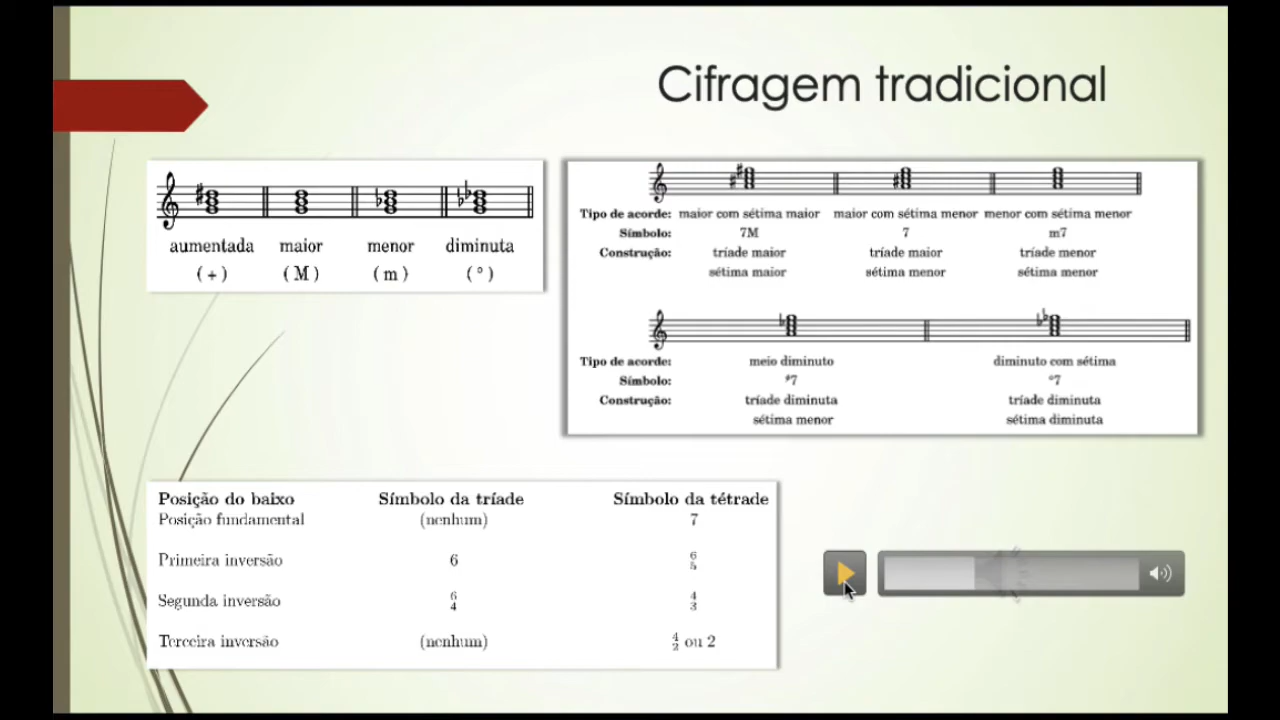 Cifragem tradicional
aumentada maior menor diminuta
(+) (M) (m) (°)
Tipo de acorde: maior com sétima maior maior com sétima menor menor com sétima menor
Símbolo: 7M 7 m7
Construção: tríade maior tríade maior tríade menor
sétima maior sétima menor sétima menor
Tipo de acorde: meio diminuto diminuto com sétima
Símbolo: ø7 °7
Construção: tríade diminuta tríade diminuta
sétima menor sétima diminuta
Posição do baixo Símbolo da tríade Símbolo da tétrade
Posição fundamental (nenhum) 7
Primeira inversão 6 6/5
Segunda inversão 6/4 4/3
Terceira inversão (nenhum) 4/2 ou 2